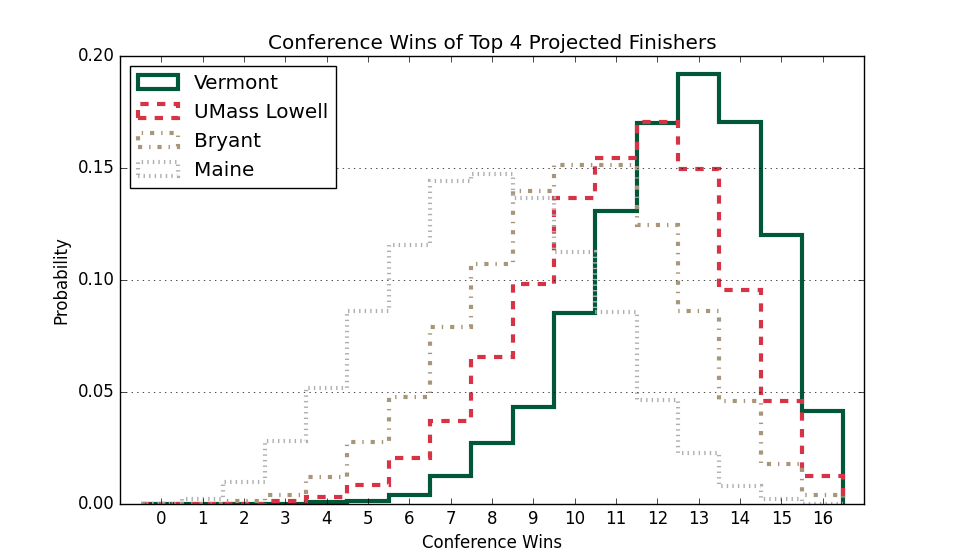 Conference Wins of Top 4 Projected Finishers
0.20
Vermont
UMass Lowell
Bryant
Maine
0.15
0.10
0.05
0.00
Probability
0 1 2 3 4 5 6 7 8 9 10 11 12 13 14 15 16
Conference Wins